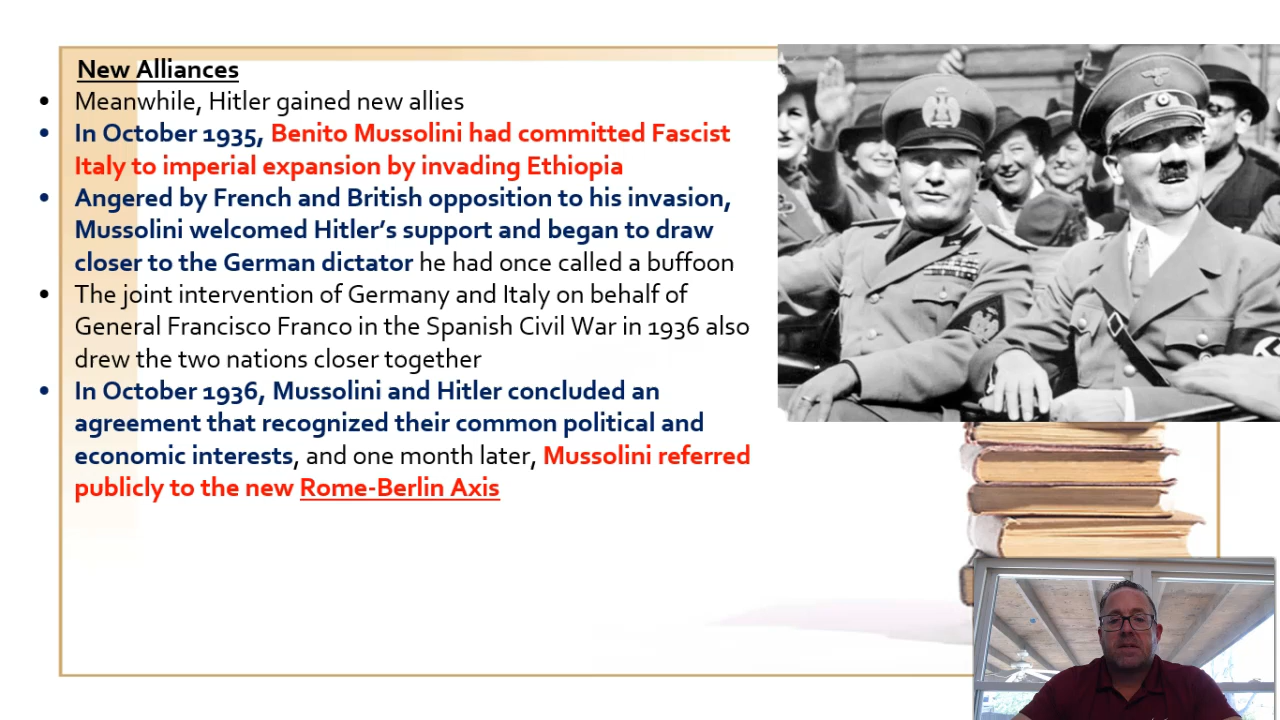 New Alliances
• Meanwhile, Hitler gained new allies
• In October 1935, Benito Mussolini had committed Fascist
Italy to imperial expansion by invading Ethiopia
• Angered by French and British opposition to his invasion,
Mussolini welcomed Hitler’s support and began to draw
closer to the German dictator he had once called a buffoon
• The joint intervention of Germany and Italy on behalf of
General Francisco Franco in the Spanish Civil War in 1936 also
drew the two nations closer together
• In October 1936, Mussolini and Hitler concluded an
agreement that recognized their common political and
economic interests, and one month later, Mussolini referred
publicly to the new Rome-Berlin Axis